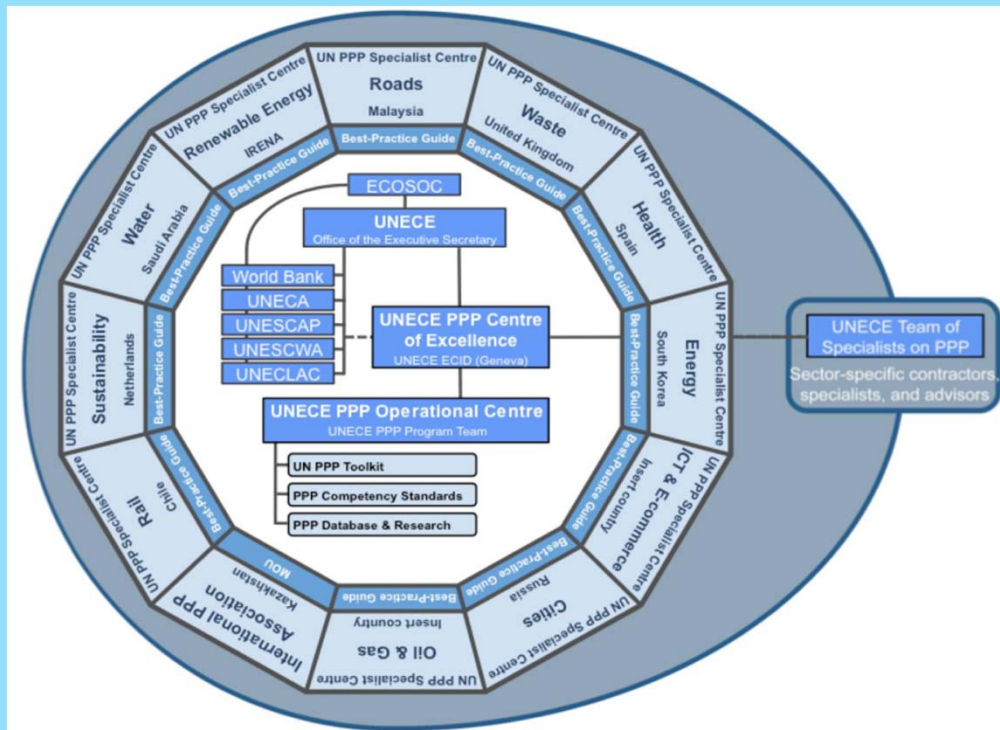 UN PPP Specialist Centre
Roads
Malaysia
Best-Practice Guide
UN PPP Specialist Centre
Waste
United Kingdom
Best-Practice Guide
UN PPP Specialist Centre
Health
Spain
Best-Practice Guide
UN PPP Specialist Centre
Energy
South Korea
Best-Practice Guide
UN PPP Specialist Centre
ICT & E-commerce
Insert country
Best-Practice Guide
UN PPP Specialist Centre
Cities
Russia
Best-Practice Guide
UN PPP Specialist Centre
Oil & Gas
Insert country
Best-Practice Guide
International PPP
Association
Kazakhstan
MOU
UN PPP Specialist Centre
Rail
Chile
Best-Practice Guide
UN PPP Specialist Centre
Sustainability
Netherlands
Best-Practice Guide
UN PPP Specialist Centre
Water
Saudi Arabia
Best-Practice Guide
UN PPP Specialist Centre
Renewable Energy
IRENA
Best-Practice Guide
ECOSOC
UNECE
Office of the Executive Secretary
World Bank
UNECA
UNESCAP
UNESCWA
UNECLAC
UNECE PPP Centre
of Excellence
UNECE ECID (Geneva)
UNECE PPP Operational Centre
UNECE PPP Program Team
UN PPP Toolkit
PPP Competency Standards
PPP Database & Research
UNECE Team of
Specialists on PPP
Sector-specific contractors,
specialists, and advisors